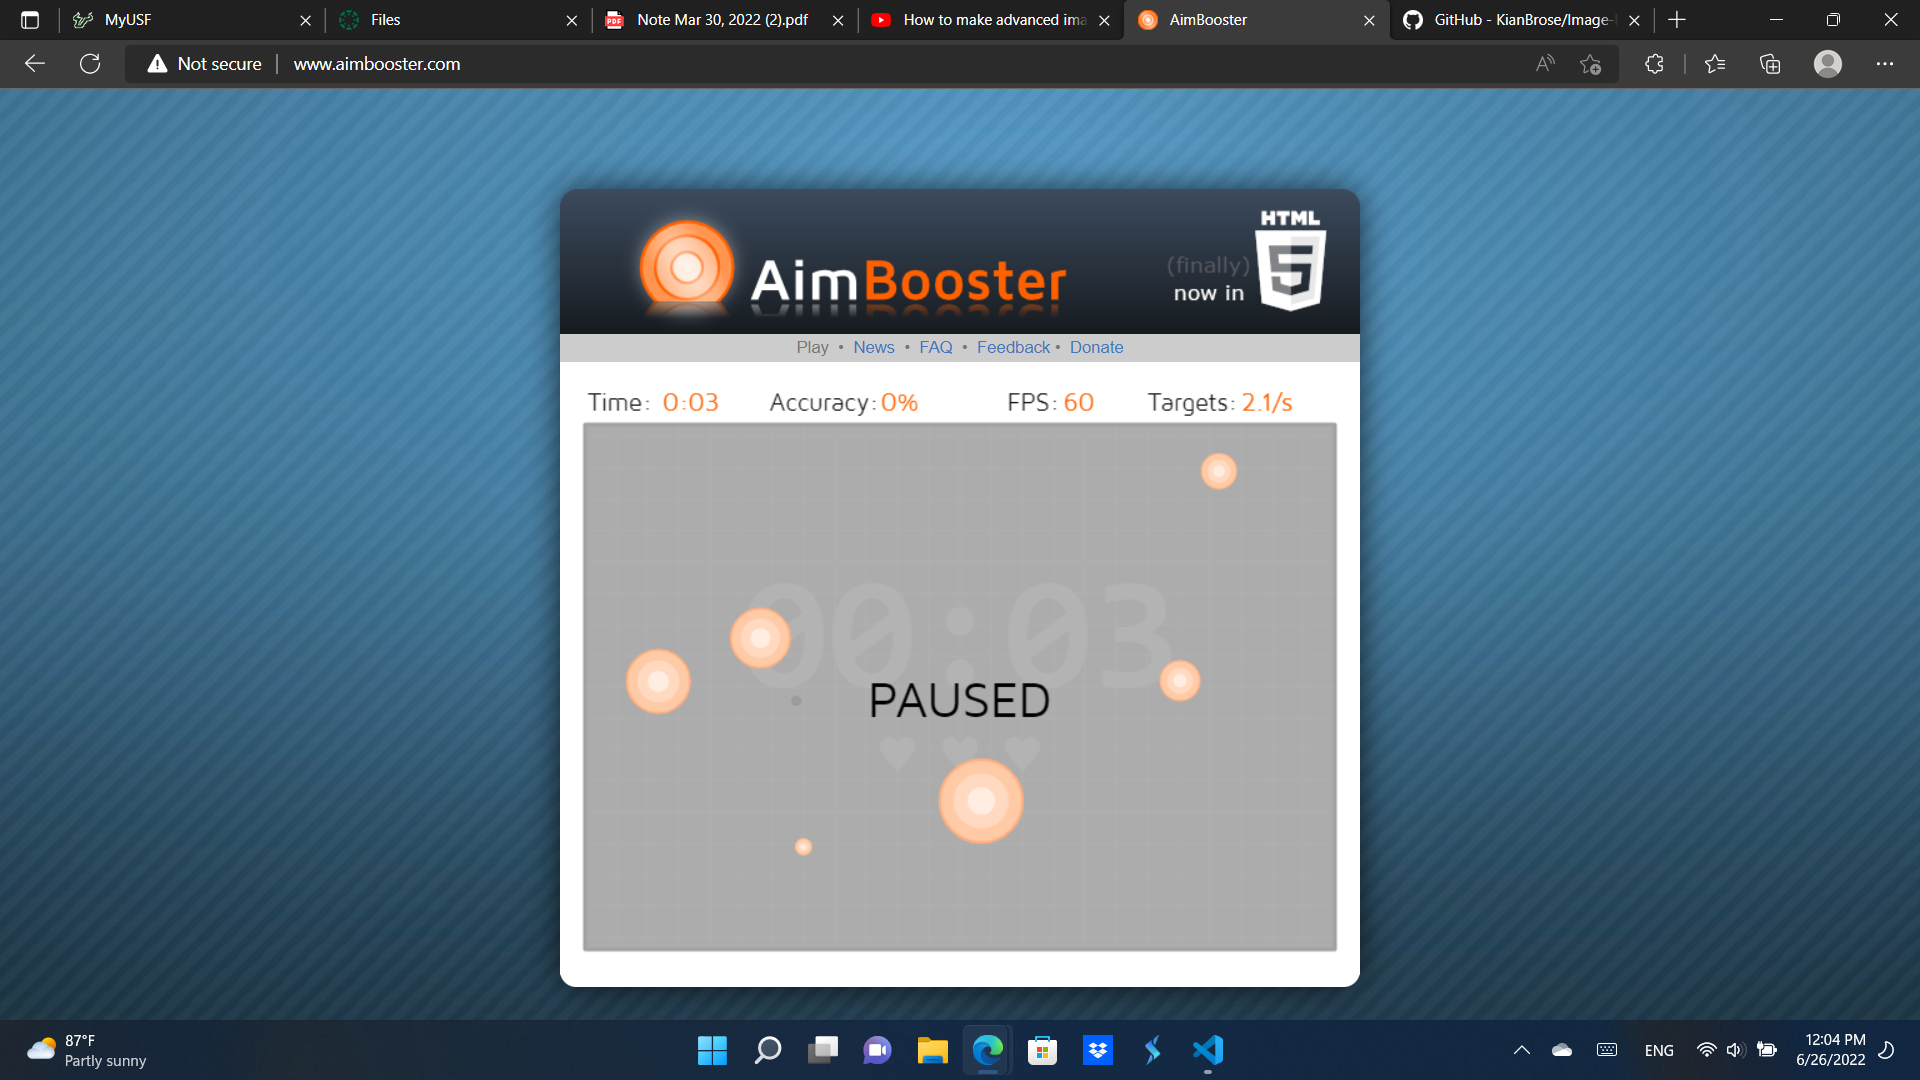 MyUSF
Files
Note Mar 30, 2022 (2).pdf
How to make advanced ima
AimBooster
GitHub - KianBrose/Image-
Not secure
www.aimbooster.com
AimBooster
(finally)
now in
HTML
5
Play • News • FAQ • Feedback • Donate
Time: 0:03 Accuracy: 0% FPS: 60 Targets: 2.1/s
00:03
PAUSED
87°F
Partly sunny
ENG
12:04 PM
6/26/2022